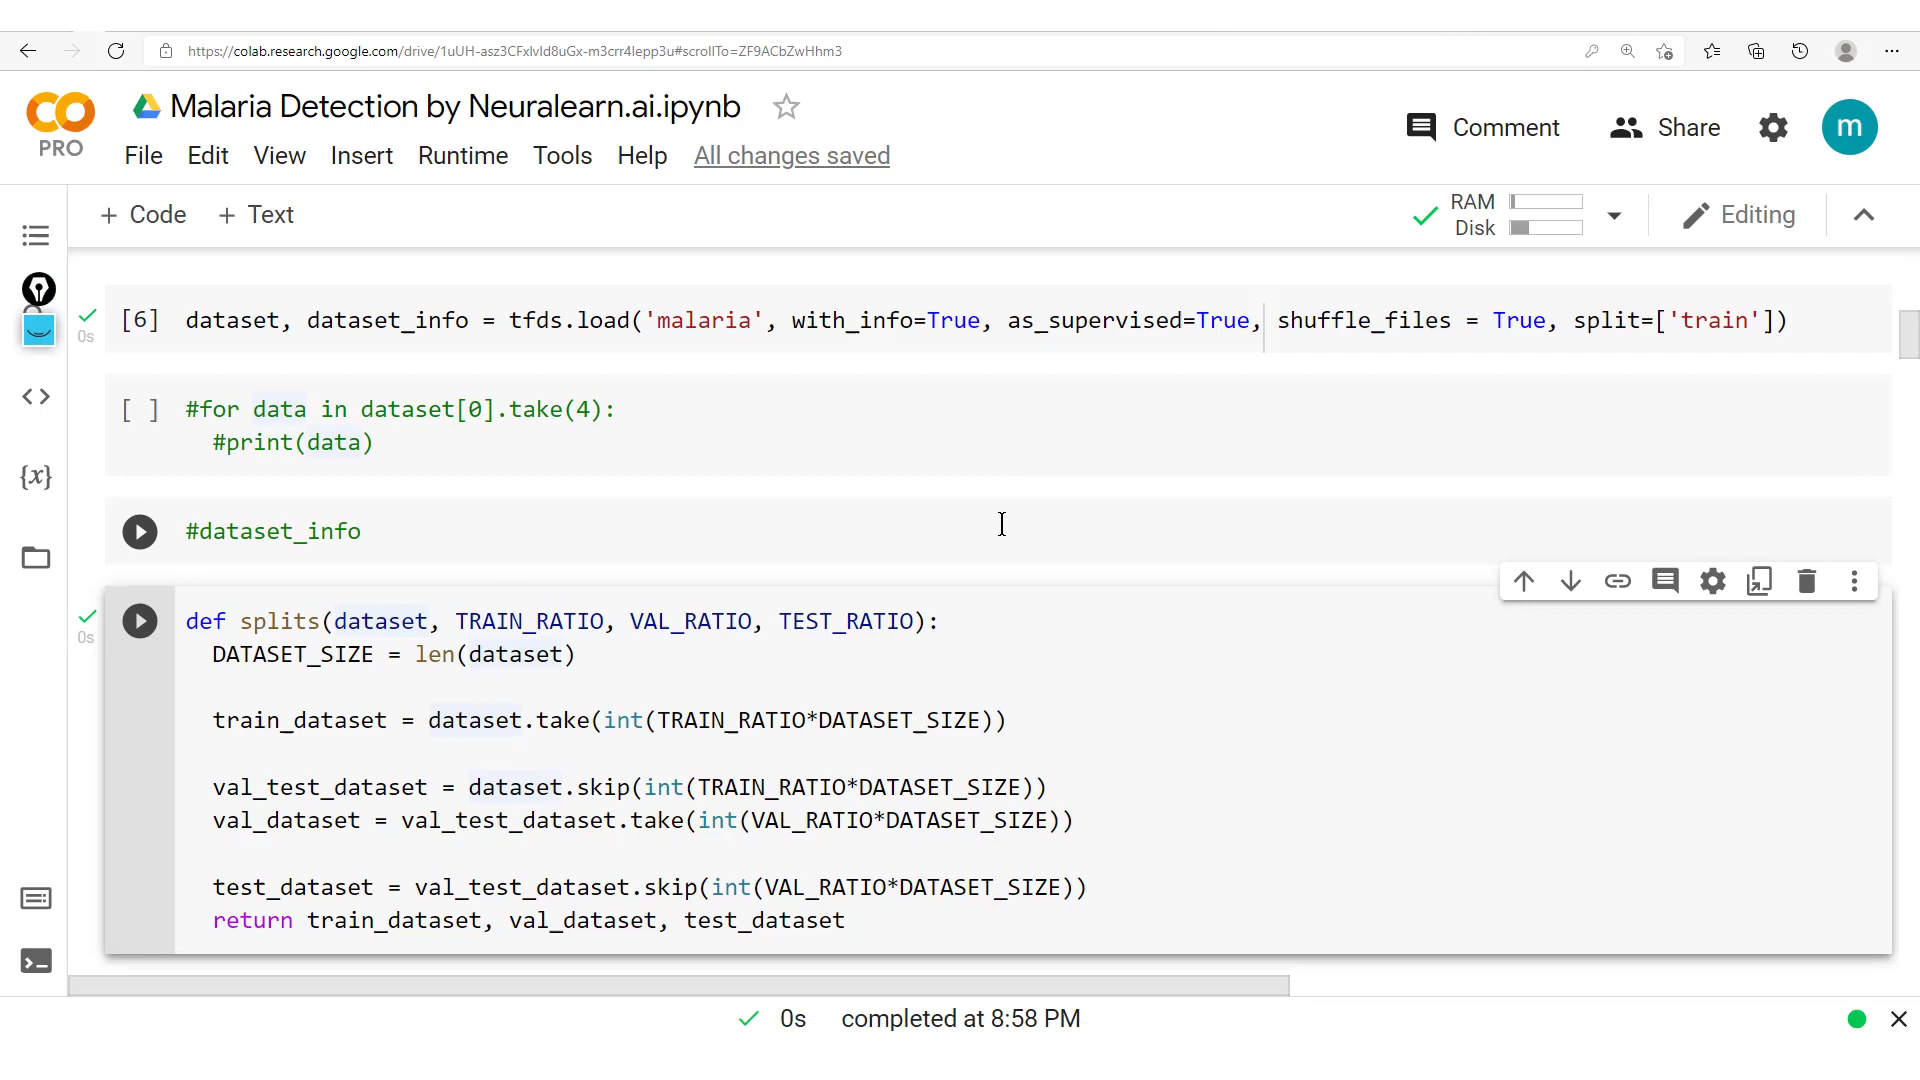 https://colab.research.google.com/drive/1uUH-asz3CFxIvId8uGx-m3crr4Iepp3u#scrollTo=ZF9ACbZwHhm3
PRO
Malaria Detection by Neuralearn.ai.ipynb
File Edit View Insert Runtime Tools Help All changes saved
Comment Share m
+ Code + Text
RAM
Disk
Editing
0s
[6] dataset, dataset_info = tfds.load('malaria', with_info=True, as_supervised=True, shuffle_files = True, split=['train'])
[ ] #for data in dataset[0].take(4):
#print(data)
#dataset_info
0s
def splits(dataset, TRAIN_RATIO, VAL_RATIO, TEST_RATIO):
DATASET_SIZE = len(dataset)
train_dataset = dataset.take(int(TRAIN_RATIO*DATASET_SIZE))
val_test_dataset = dataset.skip(int(TRAIN_RATIO*DATASET_SIZE))
val_dataset = val_test_dataset.take(int(VAL_RATIO*DATASET_SIZE))
test_dataset = val_test_dataset.skip(int(VAL_RATIO*DATASET_SIZE))
return train_dataset, val_dataset, test_dataset
{x}
0s completed at 8:58 PM